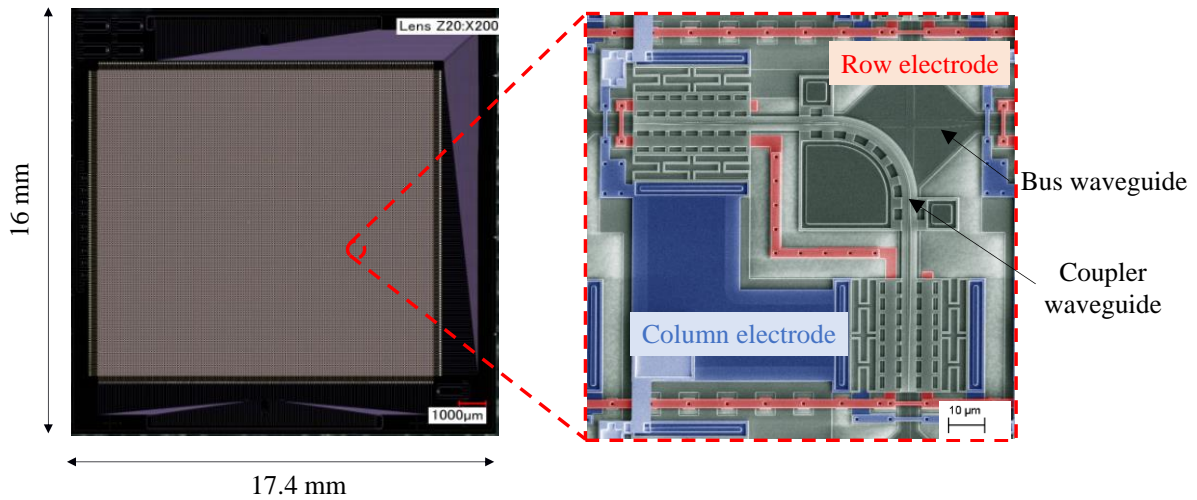 Lens Z20:X200
16 mm
1000μm
17.4 mm
Row electrode
Bus waveguide
Coupler
waveguide
Column electrode
10 μm